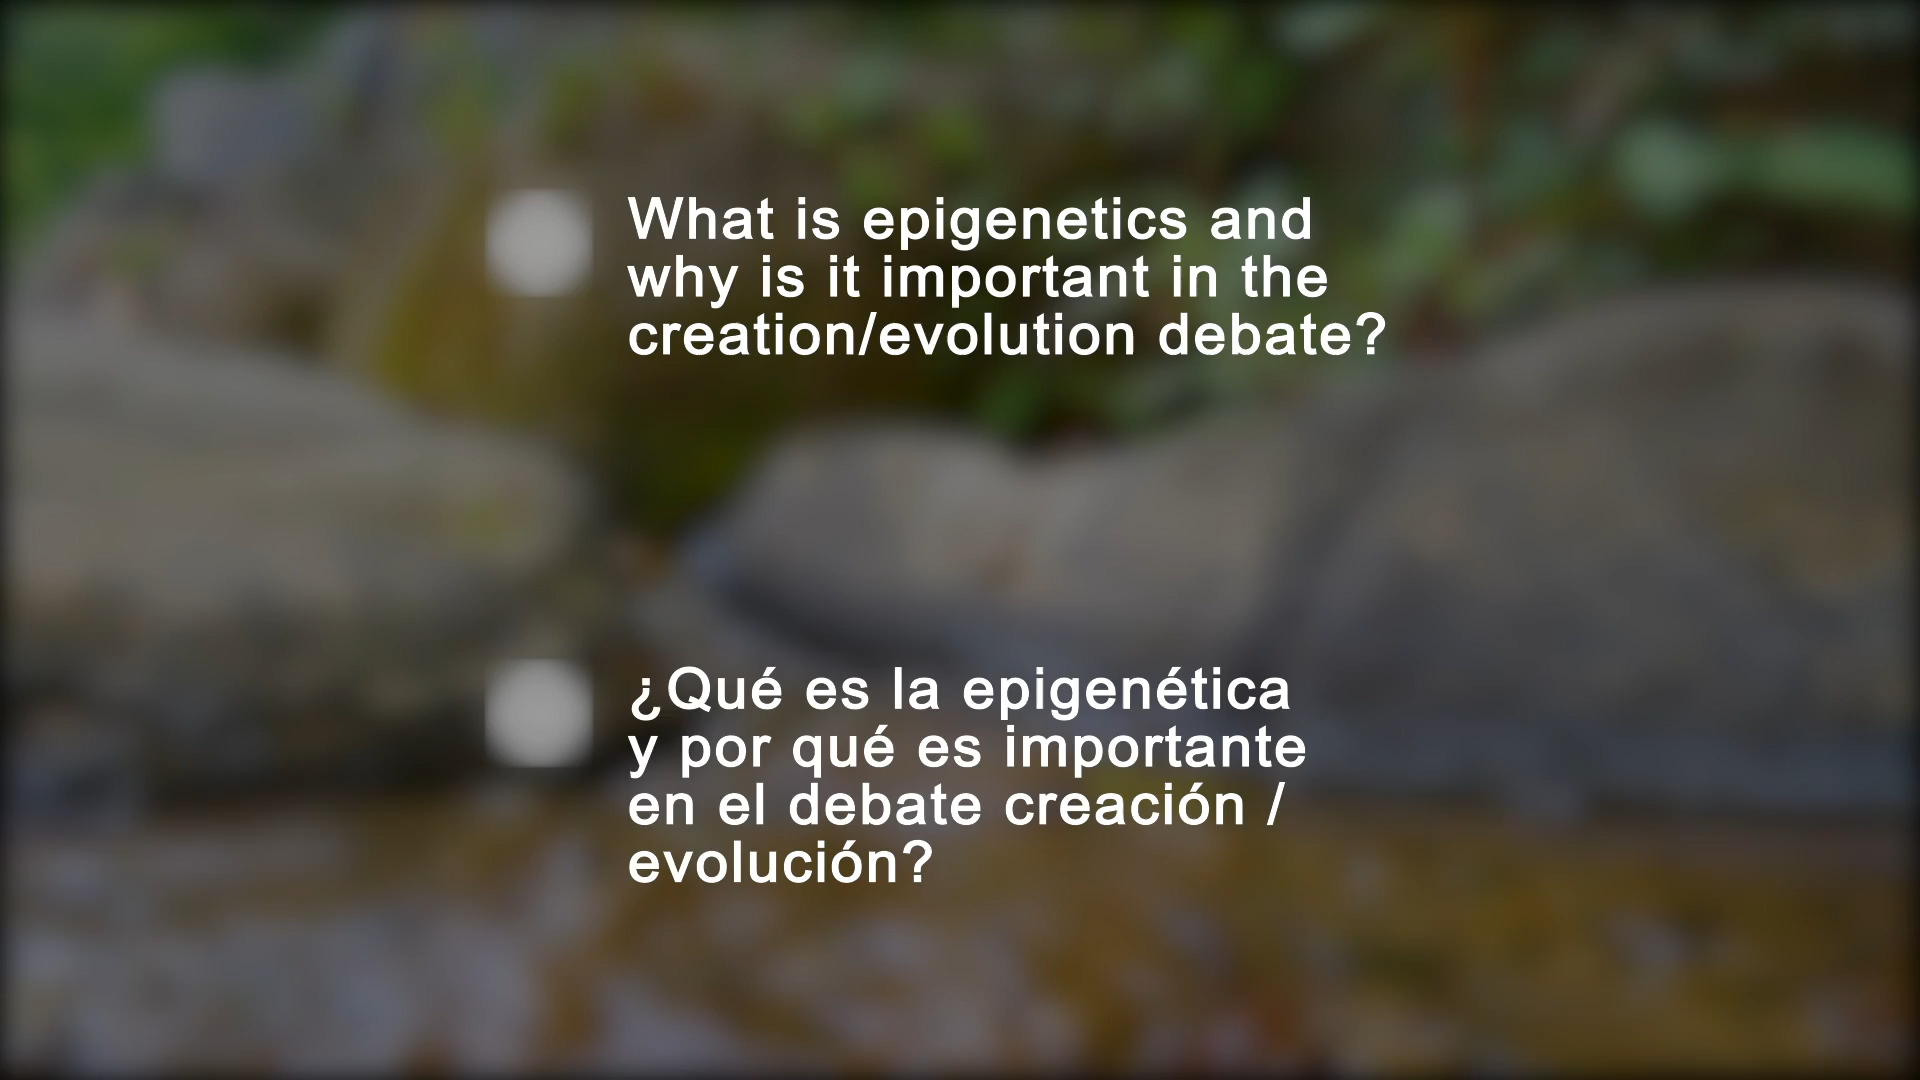 What is epigenetics and
why is it important in the
creation/evolution debate?
¿Qué es la epigenética
y por qué es importante
en el debate creación /
evolución?